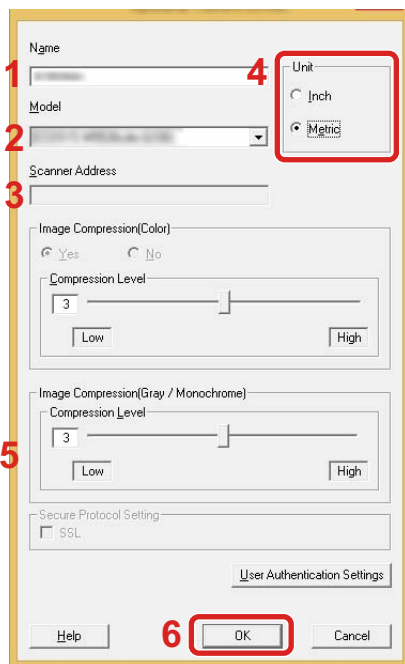 Name
1
4
Unit
Inch
Metric
Model
2
Scanner Address
3
Image Compression(Color)
Yes No
Compression Level
3
Low High
Image Compression(Gray / Monochrome)
Compression Level
3
5
Low High
Secure Protocol Setting
SSL
User Authentication Settings
Help 6 OK Cancel